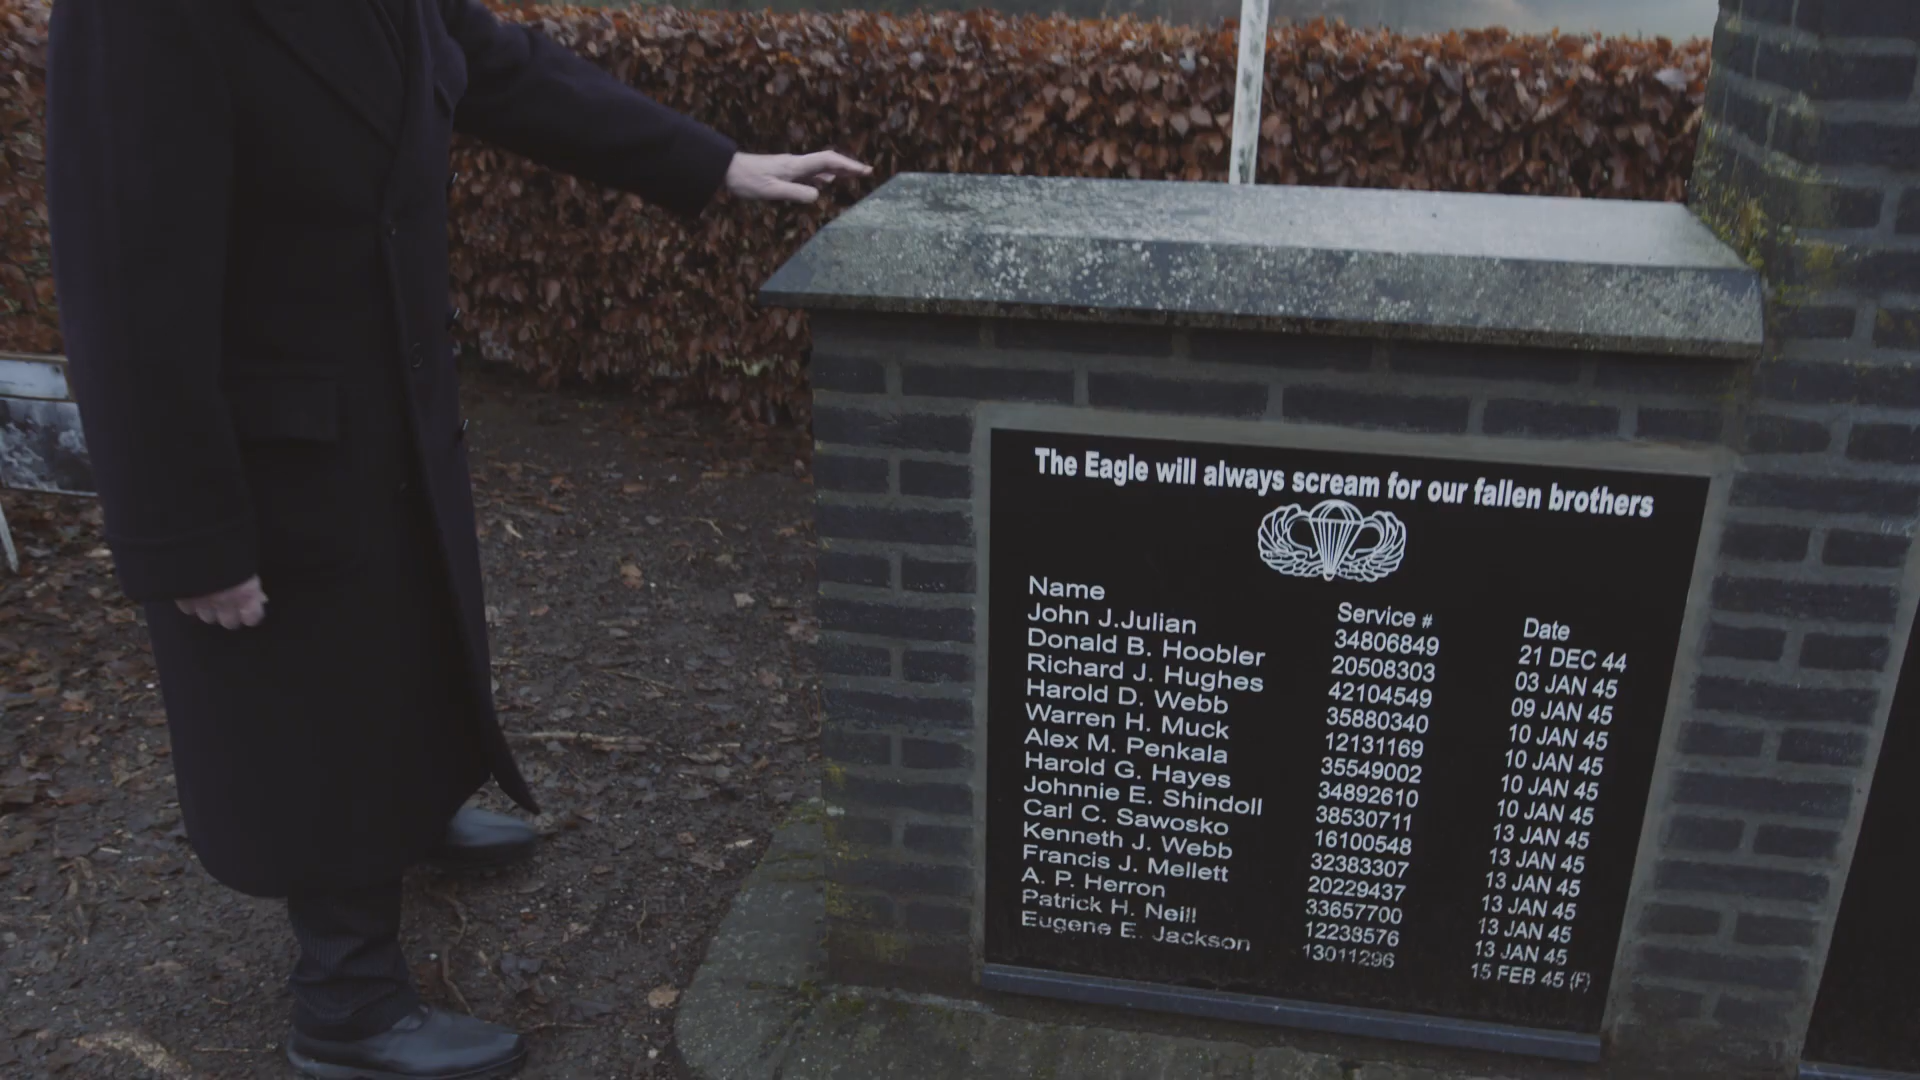 The Eagle will always scream for our fallen brothers
Name Service # Date
John J.Julian 34806849 21 DEC 44
Donald B. Hoobler 20508303 03 JAN 45
Richard J. Hughes 42104549 09 JAN 45
Harold D. Webb 35880340 10 JAN 45
Warren H. Muck 12131169 10 JAN 45
Alex M. Penkala 35549002 10 JAN 45
Harold G. Hayes 34892610 10 JAN 45
Johnnie E. Shindoll 38530711 13 JAN 45
Carl C. Sawosko 16100548 13 JAN 45
Kenneth J. Webb 32383307 13 JAN 45
Francis J. Mellett 20229437 13 JAN 45
A. P. Herron 33657700 13 JAN 45
Patrick H. Neill 12238576 13 JAN 45
Eugene E. Jackson 13011296 15 FEB 45 (F)